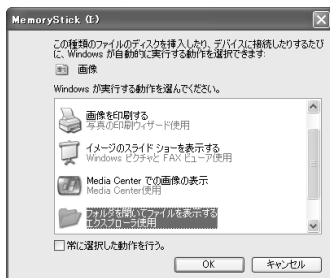 MemoryStick (E:)
この種類のファイルのディスクを挿入したり、デバイスに接続したりするたび
に、Windows が自動的に実行する動作を選択できます:
画像
Windows が実行する動作を選んでください。
画像を印刷する
写真の印刷ウィザード使用
イメージのスライド ショーを表示する
Windows ピクチャと FAX ビューア使用
Media Center での画像の表示
Media Center使用
フォルダを開いてファイルを表示する
エクスプローラ使用
常に選択した動作を行う。
OK
キャンセル